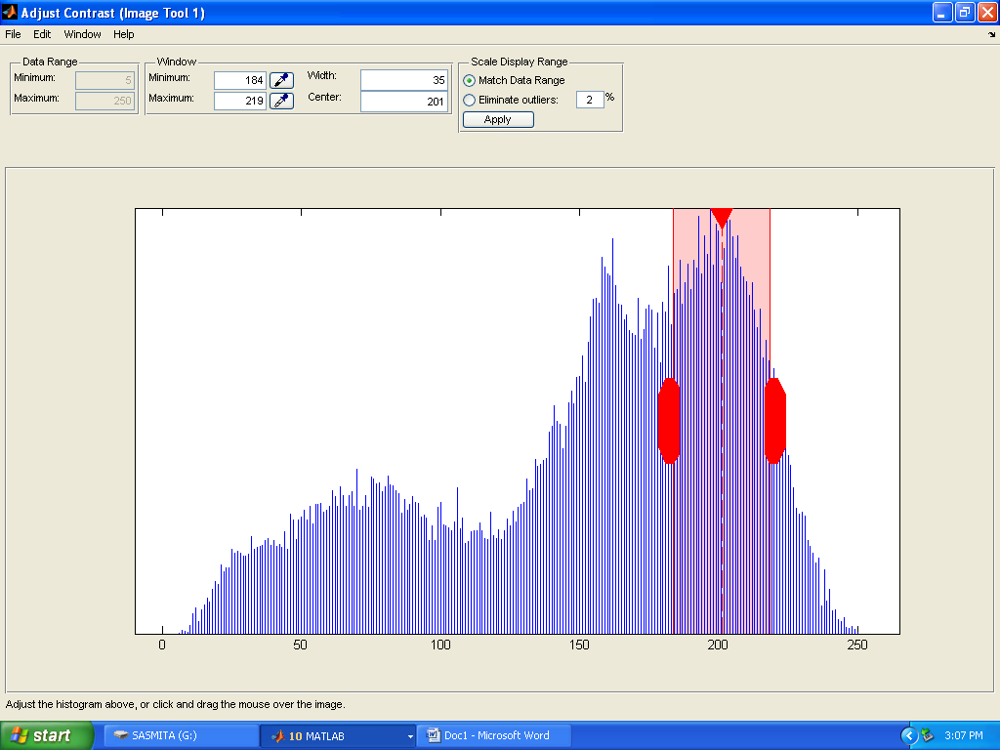 Adjust Contrast (Image Tool 1)
File Edit Window Help
Data Range
Minimum: 5
Maximum: 250
Window
Minimum: 184
Maximum: 219
Width: 35
Center: 201
Scale Display Range
Match Data Range
Eliminate outliers: 2 %
Apply
0 50 100 150 200 250
Adjust the histogram above, or click and drag the mouse over the image.
start SASMITA (G:) 10 MATLAB Doc1 - Microsoft Word 3:07 PM